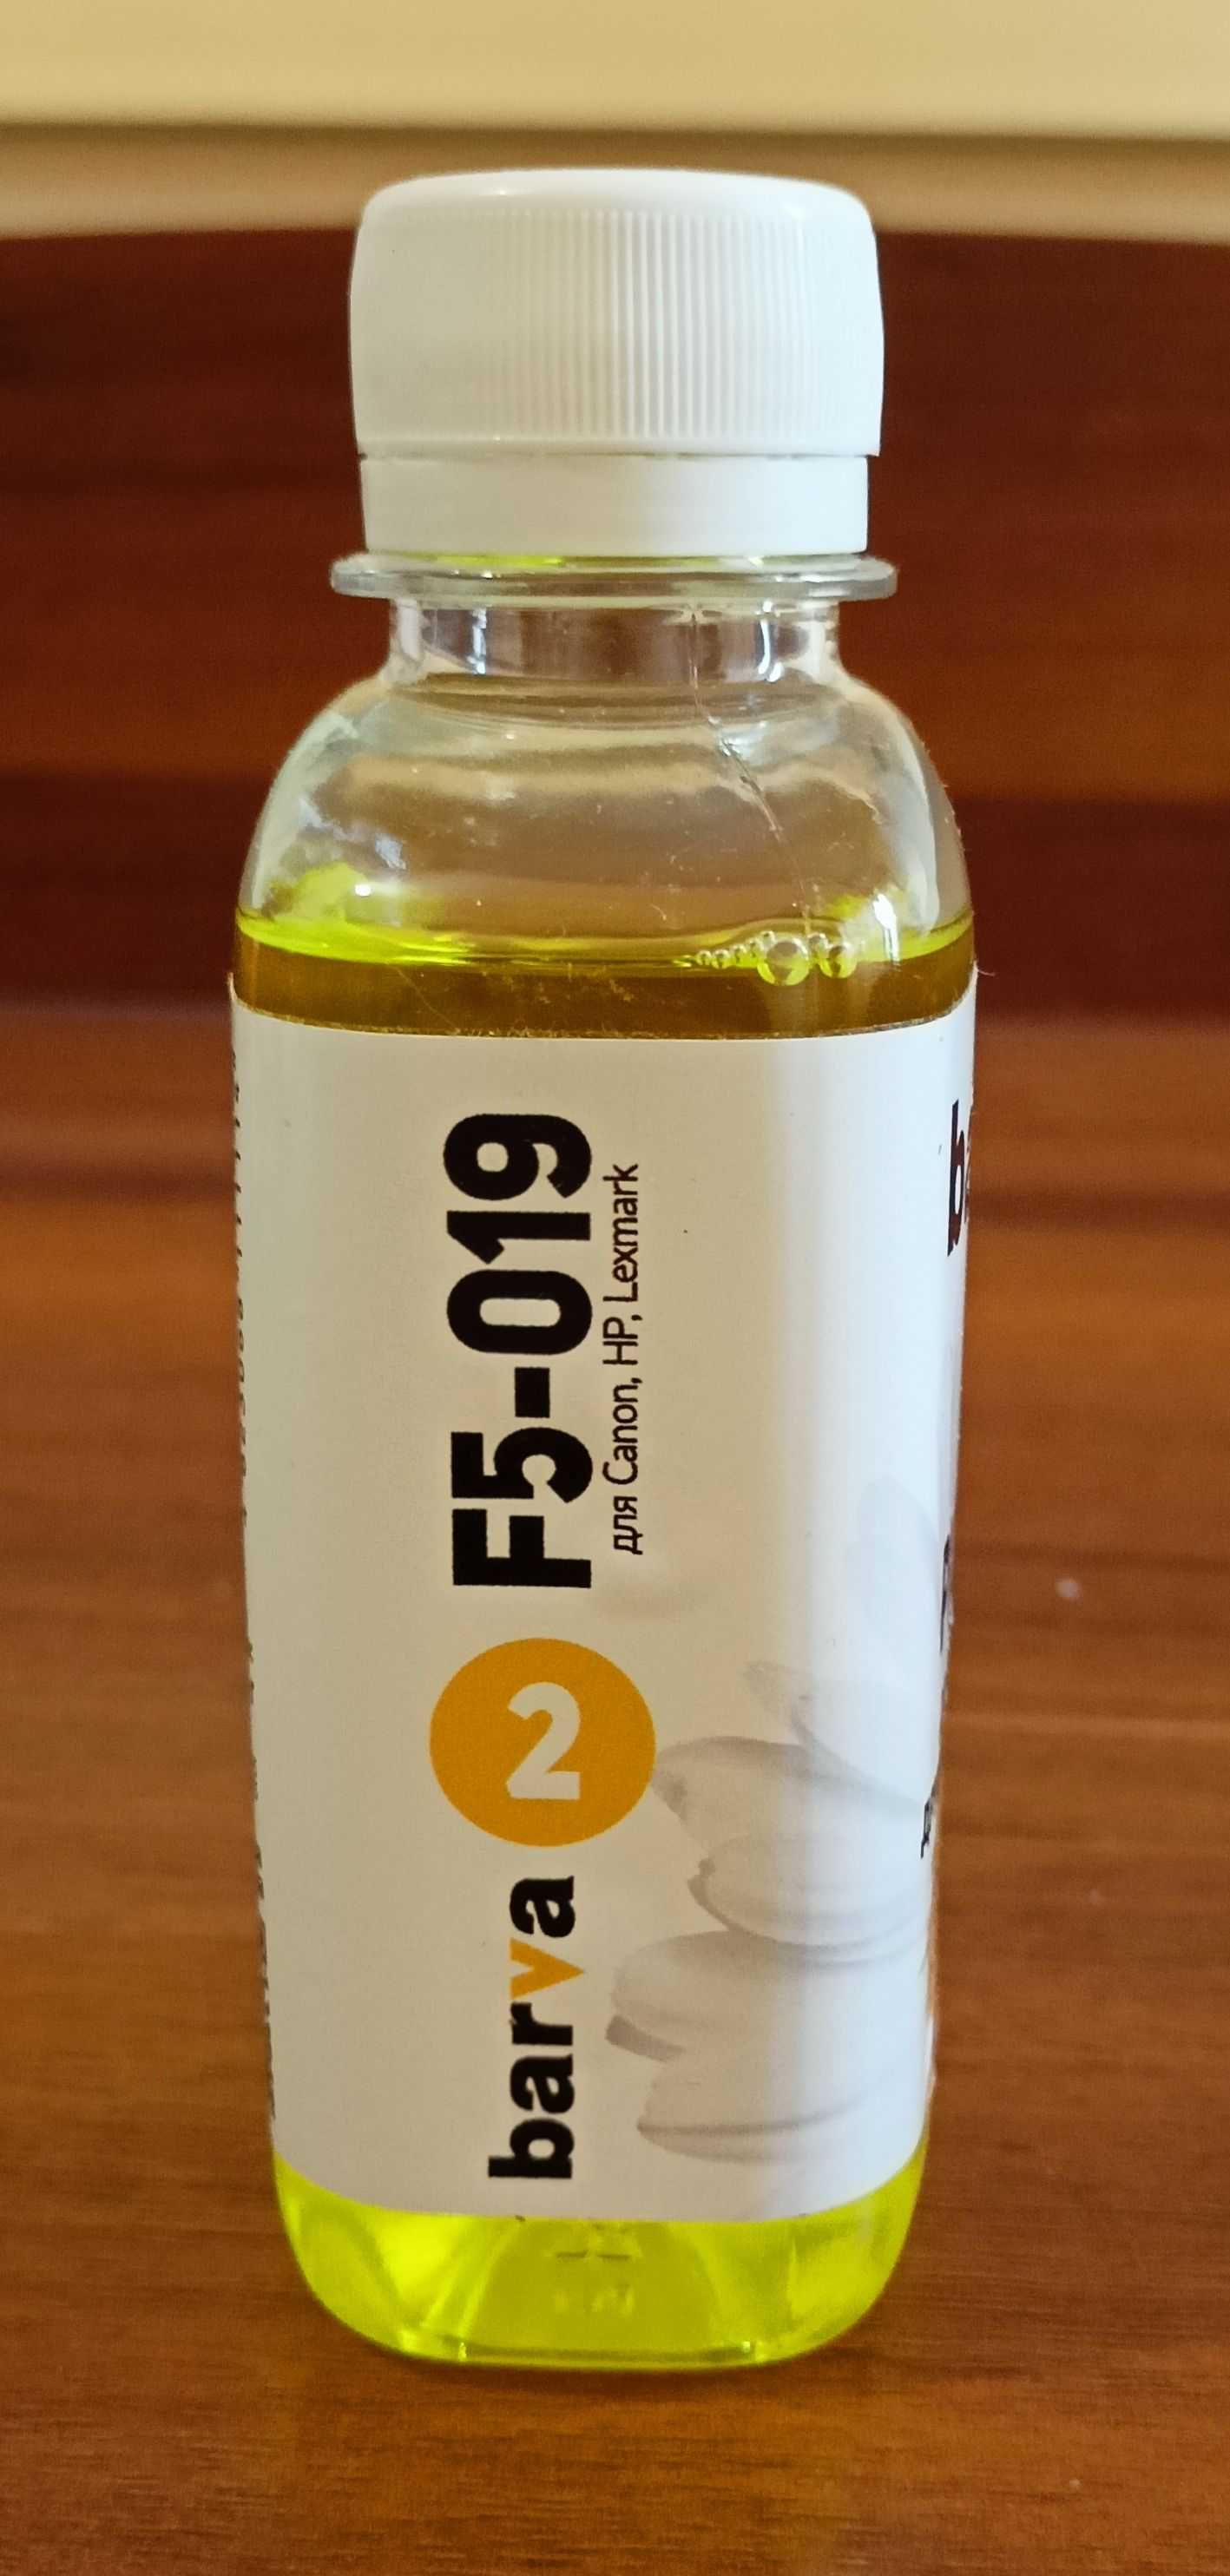 barva 2 F5-019
для Canon, HP, Lexmark